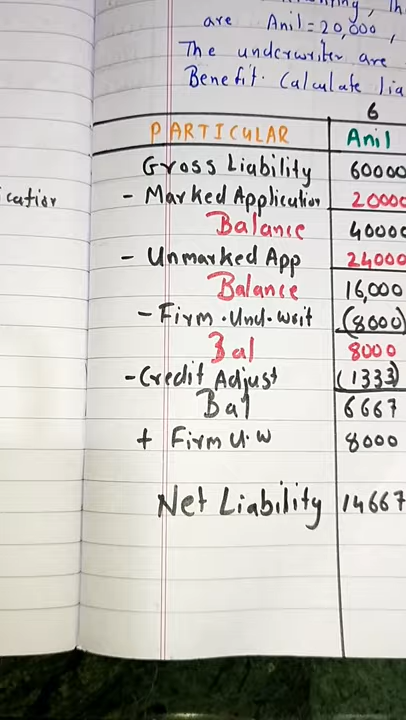 are Anil=20,000,
The underwriter are
Benefit. Calculate lia
6
PARTICULAR Anil
Gross Liability 60000
- Marked Application 20000
Balance 40000
- Unmarked App 24000
Balance 16,000
- Firm.Und.writ (8000)
Bal 8000
-Credit Adjust (1333)
Bal 6667
+ Firm U.W 8000
Net Liability 14667